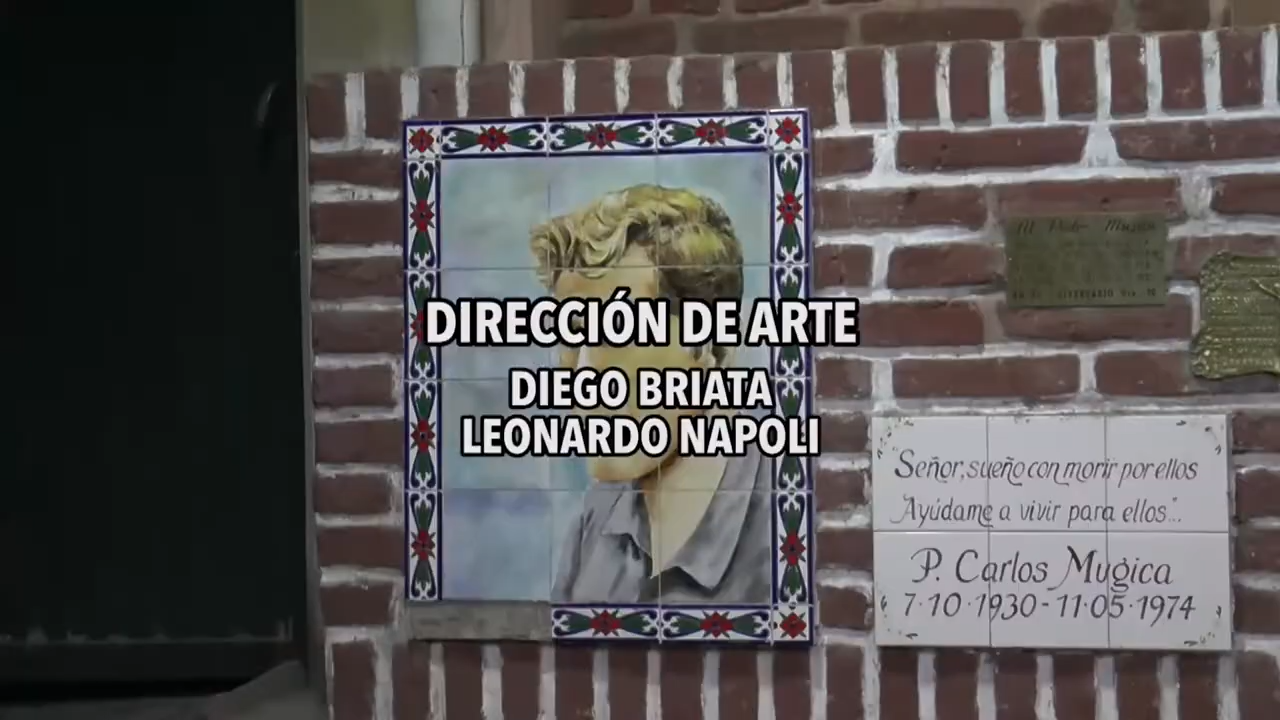 DIRECCIÓN DE ARTE
DIEGO BRIATA
LEONARDO NAPOLI
"Señor, sueño con morir por ellos
Ayúdame a vivir para ellos"...
P. Carlos Mugica
7·10·1930-11·05·1974